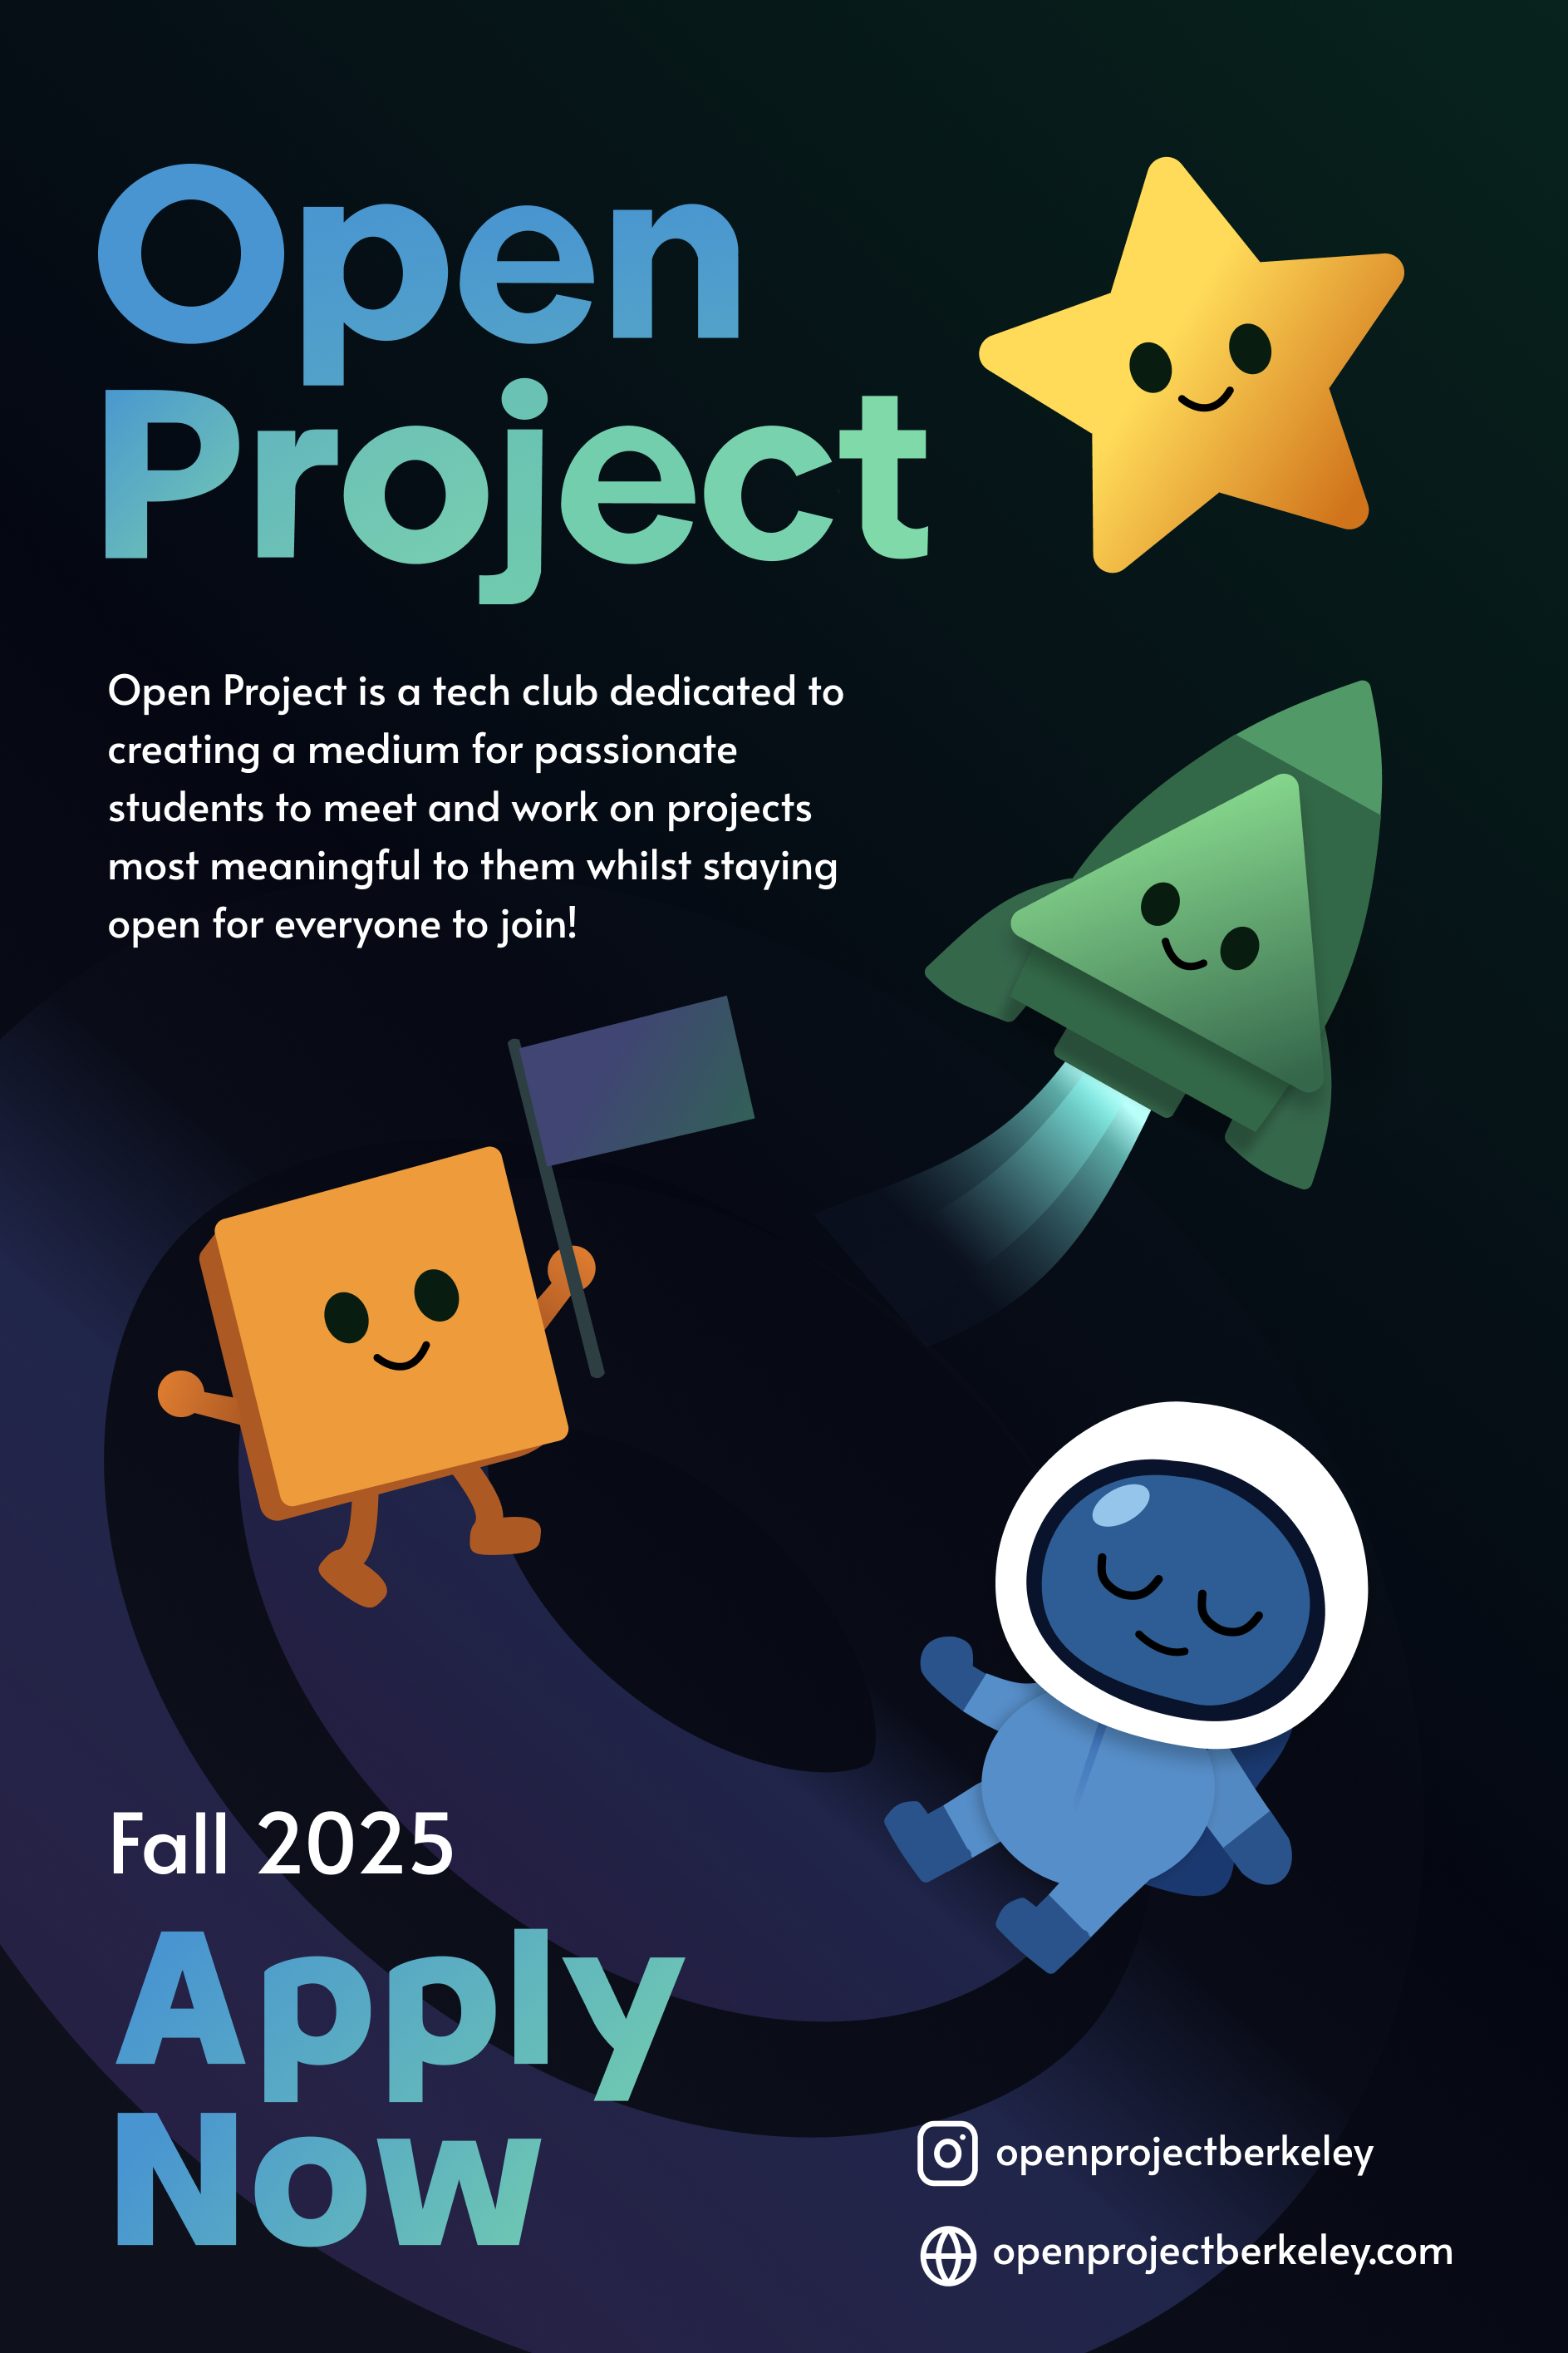 Open
Project
Open Project is a tech club dedicated to
creating a medium for passionate
students to meet and work on projects
most meaningful to them whilst staying
open for everyone to join!
Fall 2025
Apply
Now
openprojectberkeley
openprojectberkeley.com